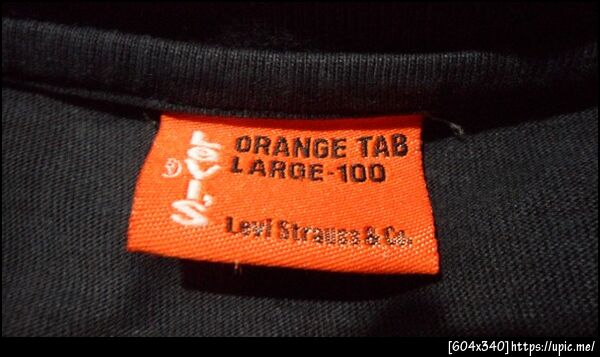 Levi's
®
ORANGE TAB
LARGE-100
Levi Strauss & Co.
[604x340]https://upic.me/